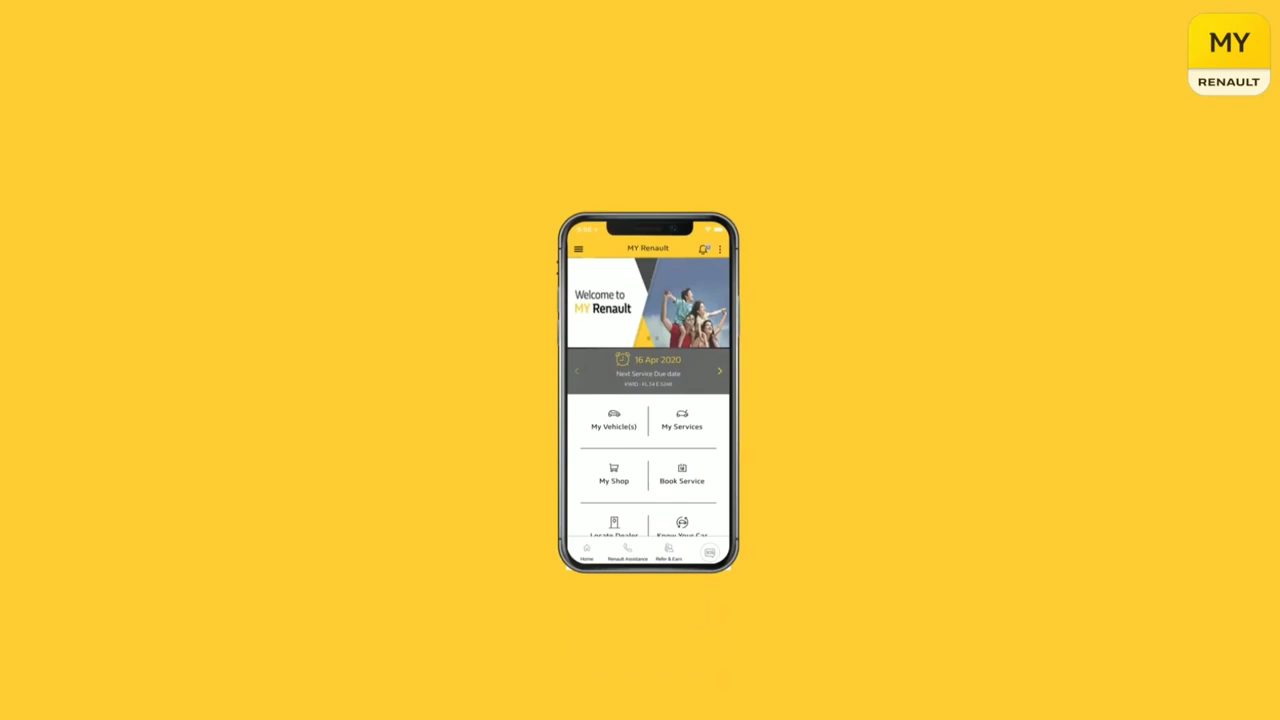 MY
RENAULT
MY Renault
Welcome to
MY Renault
16 Apr 2020
Next Service Due date
My Vehicle(s)
My Services
My Shop
Book Service
Locate Dealer
Know Your Car
Home
Renault Assistance
Refer & Earn